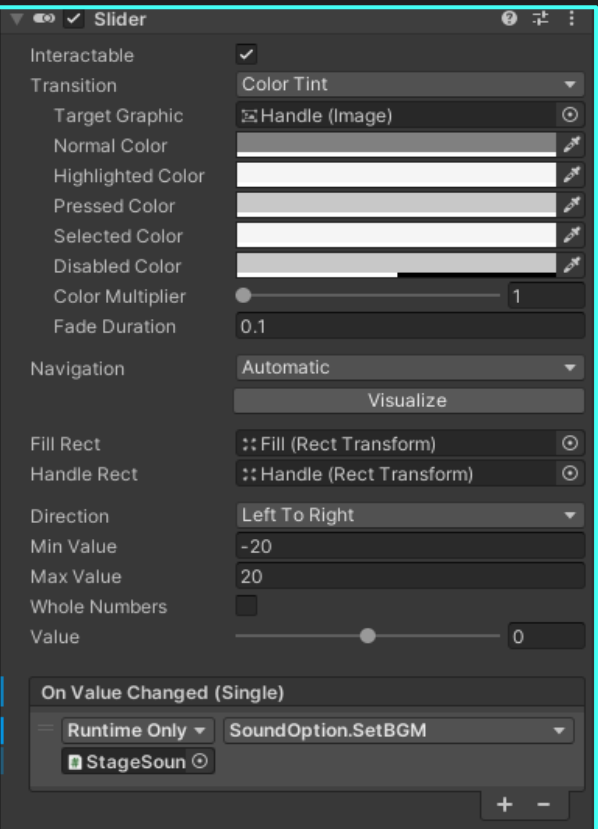 Slider
Interactable
Transition Color Tint
Target Graphic Handle (Image)
Normal Color
Highlighted Color
Pressed Color
Selected Color
Disabled Color
Color Multiplier 1
Fade Duration 0.1
Navigation Automatic
Visualize
Fill Rect Fill (Rect Transform)
Handle Rect Handle (Rect Transform)
Direction Left To Right
Min Value -20
Max Value 20
Whole Numbers
Value 0
On Value Changed (Single)
Runtime Only SoundOption.SetBGM
StageSoun